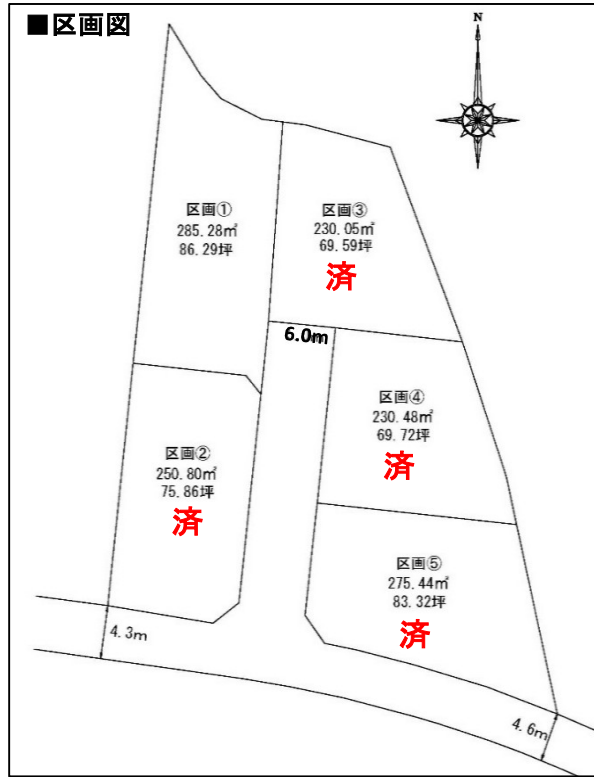 ■区画図
N
区画①
285.28㎡
86.29坪
区画③
230.05㎡
69.59坪
済
6.0m
区画④
230.48㎡
69.72坪
済
区画②
250.80㎡
75.86坪
済
区画⑤
275.44㎡
83.32坪
済
4.3m
4.6m